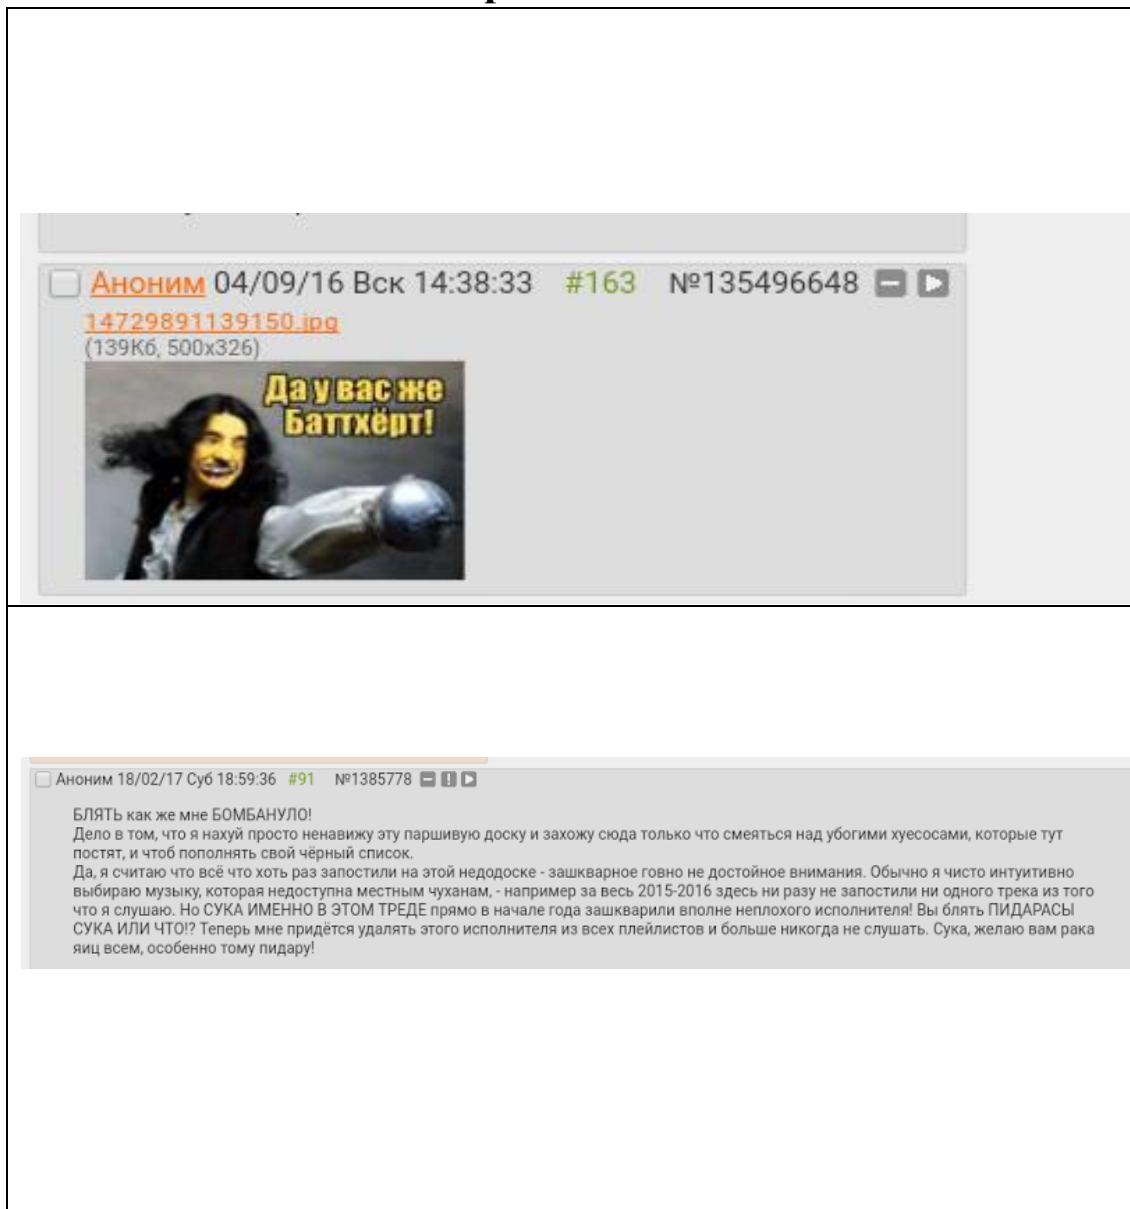 Аноним 04/09/16 Вск 14:38:33 #163 №135496648
14729891139150.jpg
(139Кб, 500x326)
Да у вас же
Баттхёрт!
Аноним 18/02/17 Суб 18:59:36 #91 №1385778
БЛЯТЬ как же мне БОМБАНУЛО!
Дело в том, что я нахуй просто ненавижу эту паршивую доску и захожу сюда только что смеяться над убогими хуесосами, которые тут
постят, и чтоб пополнять свой чёрный список.
Да, я считаю что всё что хоть раз запостили на этой недодоске - зашкварное говно не достойное внимания. Обычно я чисто интуитивно
выбираю музыку, которая недоступна местным чуханам, - например за весь 2015-2016 здесь ни разу не запостили ни одного трека из того
что я слушаю. Но СУКА ИМЕННО В ЭТОМ ТРЕДЕ прямо в начале года зашкварили вполне неплохого исполнителя! Вы блять ПИДАРАСЫ
СУКА ИЛИ ЧТО!? Теперь мне придётся удалять этого исполнителя из всех плейлистов и больше никогда не слушать. Сука, желаю вам рака
яиц всем, особенно тому пидару!